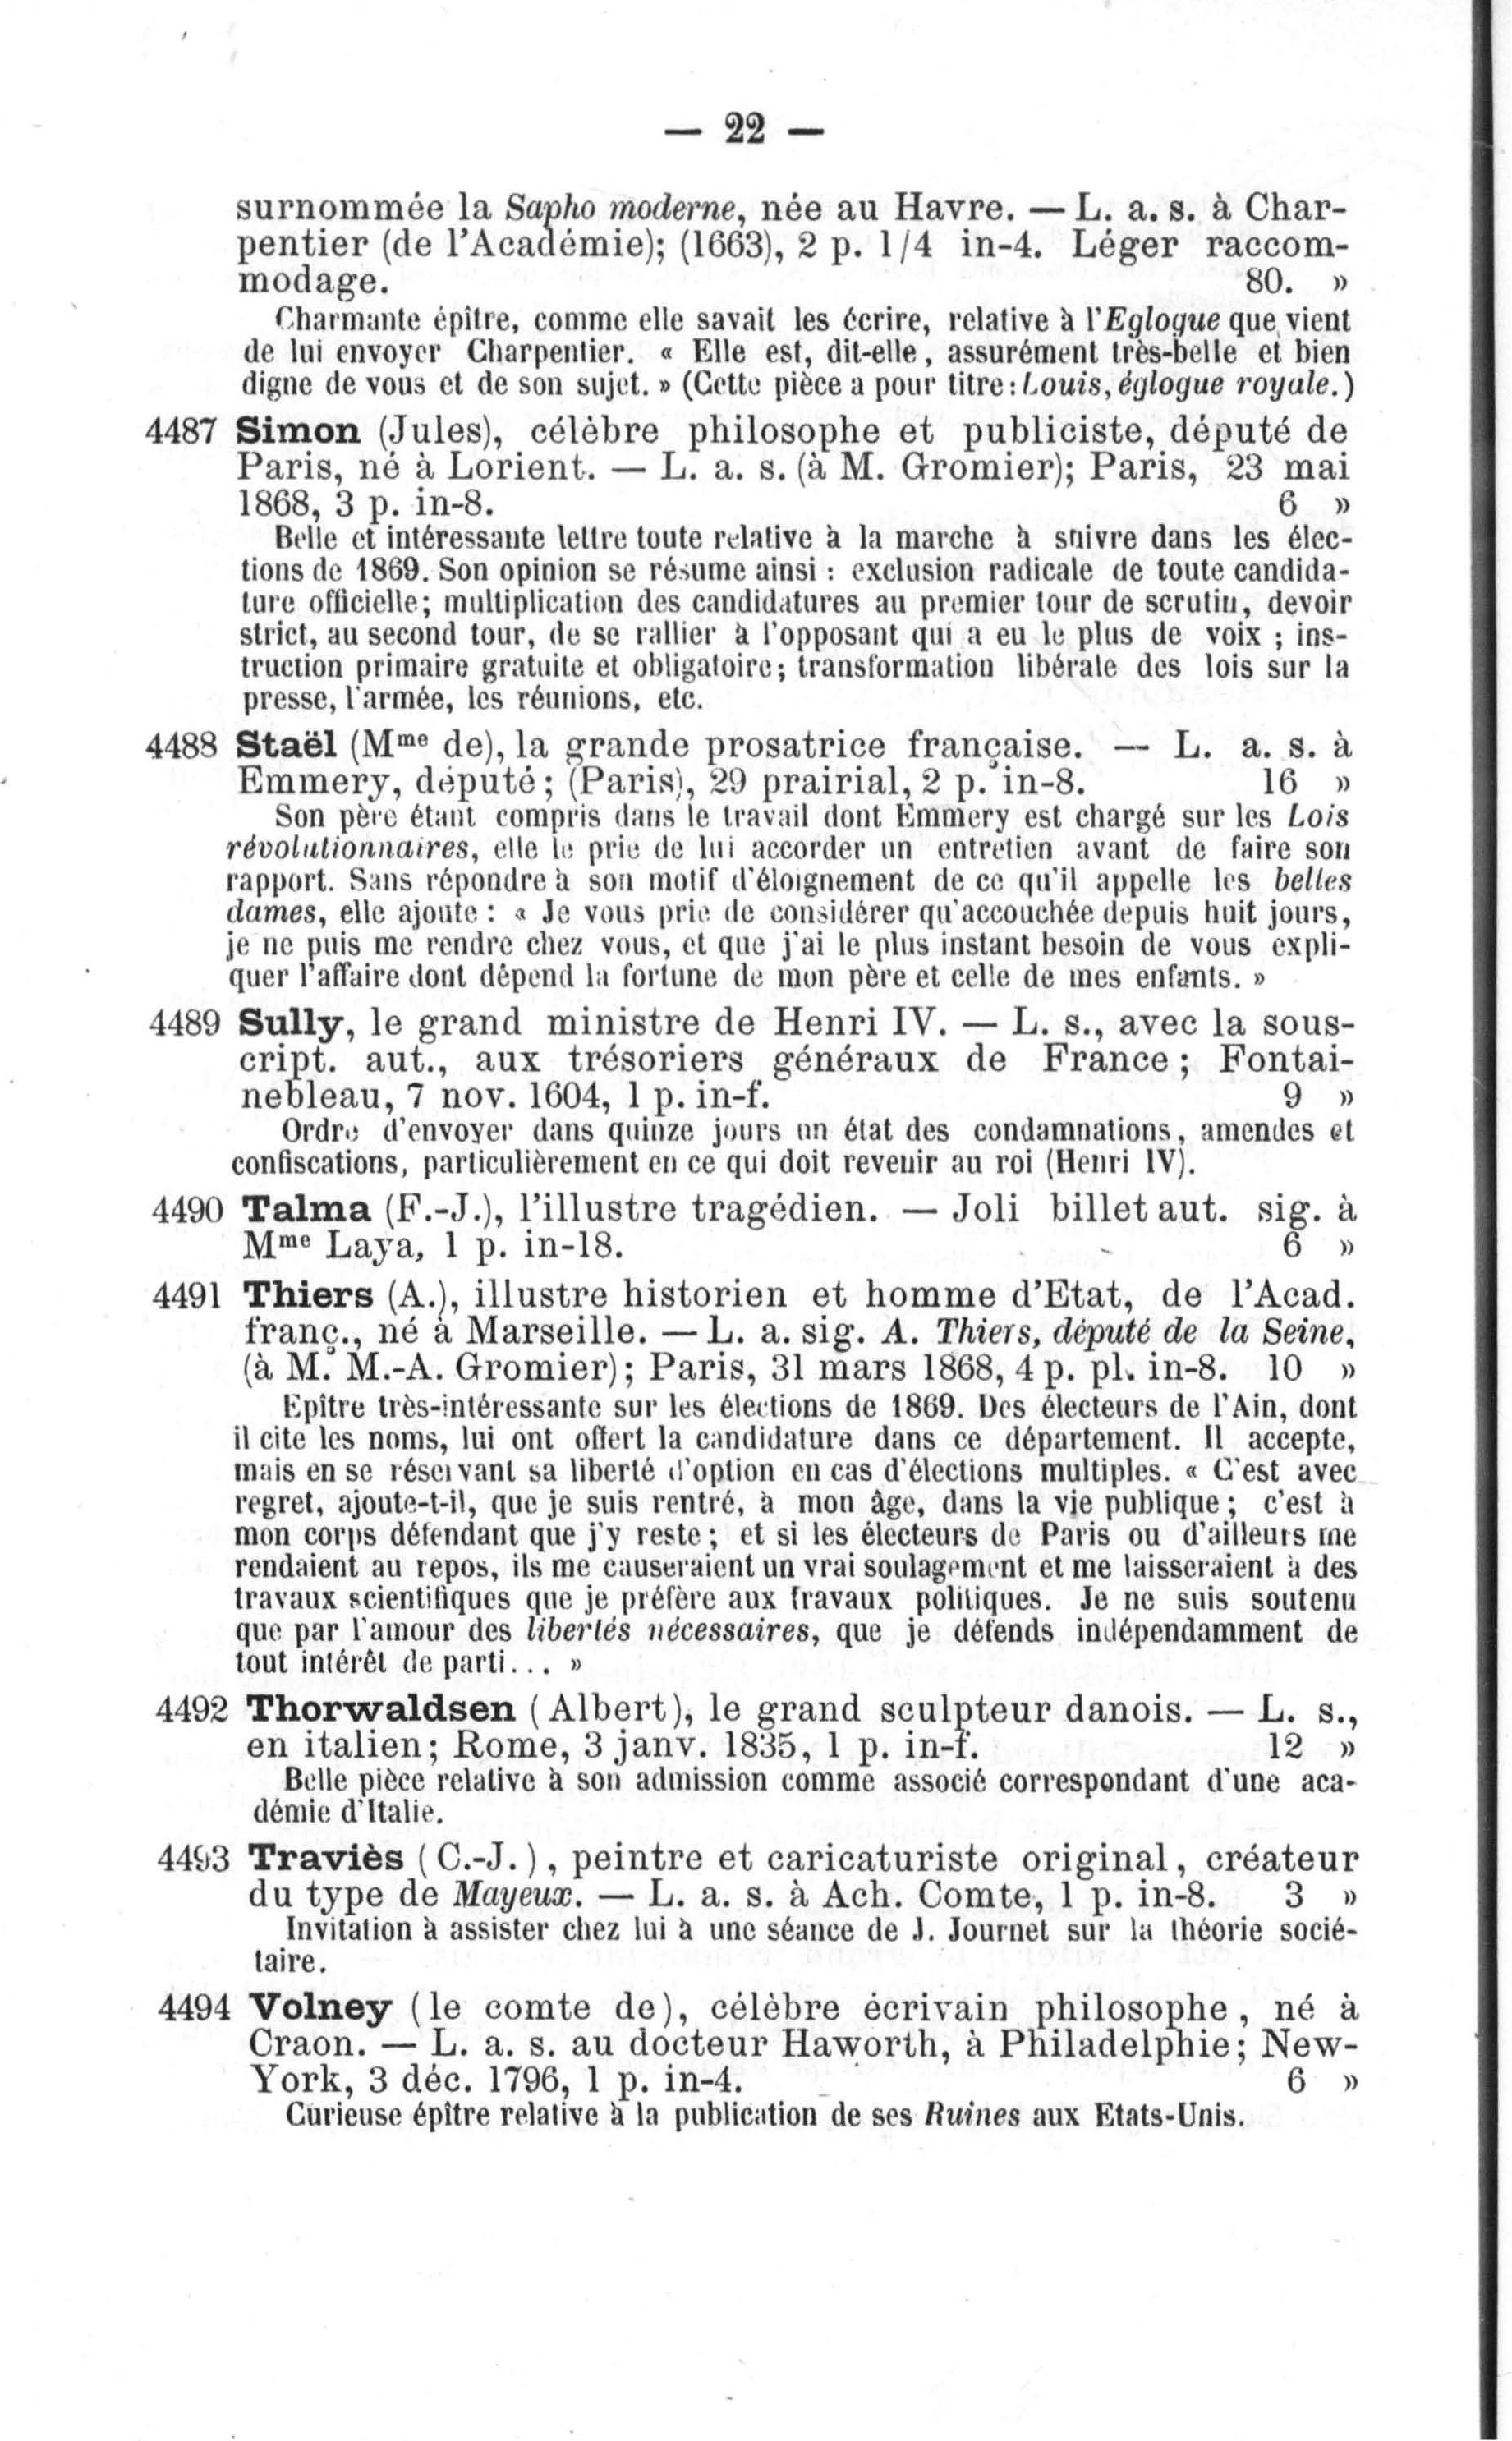 — 22 —
surnommée la Sapho moderne, née au Havre. — L. a. s. à Char-
pentier (de l'Académie); (1663), 2 p. 1/4 in-4. Léger raccom-
modage. 80. »
Charmante épître, comme elle savait les écrire, relative à l'Eglogue que vient
de lui envoyer Charpentier. « Elle est, dit-elle, assurément très-belle et bien
digne de vous et de son sujet. » (Cette pièce a pour titre: Louis, églogue royale.)
4487 Simon (Jules), célèbre philosophe et publiciste, député de
Paris, né à Lorient. — L. a. s. (à M. Gromier); Paris, 23 mai
1868, 3 p. in-8. 6 »
Belle et intéressante lettre toute relative à la marche à suivre dans les élec-
tions de 1869. Son opinion se résume ainsi : exclusion radicale de toute candida-
ture officielle; multiplication des candidatures au premier tour de scrutin, devoir
strict, au second tour, de se rallier à l'opposant qui a eu le plus de voix ; ins-
truction primaire gratuite et obligatoire; transformation libérale des lois sur la
presse, l'armée, les réunions, etc.
4488 Staël (Mme de), la grande prosatrice française. — L. a. s. à
Emmery, député; (Paris), 29 prairial, 2 p. in-8. 16 »
Son père étant compris dans le travail dont Emmery est chargé sur les Lois
révolutionnaires, elle le prie de lui accorder un entretien avant de faire son
rapport. Sans répondre à son motif d'éloignement de ce qu'il appelle les belles
dames, elle ajoute : « Je vous prie de considérer qu'accouchée depuis huit jours,
je ne puis me rendre chez vous, et que j'ai le plus instant besoin de vous expli-
quer l'affaire dont dépend la fortune de mon père et celle de mes enfants. »
4489 Sully, le grand ministre de Henri IV. — L. s., avec la sous-
cript. aut., aux trésoriers généraux de France; Fontai-
nebleau, 7 nov. 1604, 1 p. in-f. 9 »
Ordre d'envoyer dans quinze jours un état des condamnations, amendes et
confiscations, particulièrement en ce qui doit revenir au roi (Henri IV).
4490 Talma (F.-J.), l'illustre tragédien. — Joli billet aut. sig. à
Mme Laya, 1 p. in-18. 6 »
4491 Thiers (A.), illustre historien et homme d'Etat, de l'Acad.
franç., né à Marseille. — L. a. sig. A. Thiers, député de la Seine,
(à M. M.-A. Gromier); Paris, 31 mars 1868, 4 p. pl. in-8. 10 »
Epître très-intéressante sur les élections de 1869. Des électeurs de l'Ain, dont
il cite les noms, lui ont offert la candidature dans ce département. Il accepte,
mais en se réservant sa liberté d'option en cas d'élections multiples. « C'est avec
regret, ajoute-t-il, que je suis rentré, à mon âge, dans la vie publique; c'est à
mon corps défendant que j'y reste; et si les électeurs de Paris ou d'ailleurs me
rendaient au repos, ils me causeraient un vrai soulagement et me laisseraient à des
travaux scientifiques que je préfère aux travaux politiques. Je ne suis soutenu
que par l'amour des libertés nécessaires, que je défends indépendamment de
tout intérêt de parti... »
4492 Thorwaldsen (Albert), le grand sculpteur danois. — L. s.,
en italien; Rome, 3 janv. 1835, 1 p. in-f. 12 »
Belle pièce relative à son admission comme associé correspondant d'une aca-
démie d'Italie.
4493 Traviès (C.-J.), peintre et caricaturiste original, créateur
du type de Mayeux. — L. a. s. à Ach. Comte, 1 p. in-8. 3 »
Invitation à assister chez lui à une séance de J. Journet sur la théorie socié-
taire.
4494 Volney (le comte de), célèbre écrivain philosophe, né à
Craon. — L. a. s. au docteur Haworth, à Philadelphie; New-
York, 3 déc. 1796, 1 p. in-4. 6 »
Curieuse épître relative à la publication de ses Ruines aux Etats-Unis.